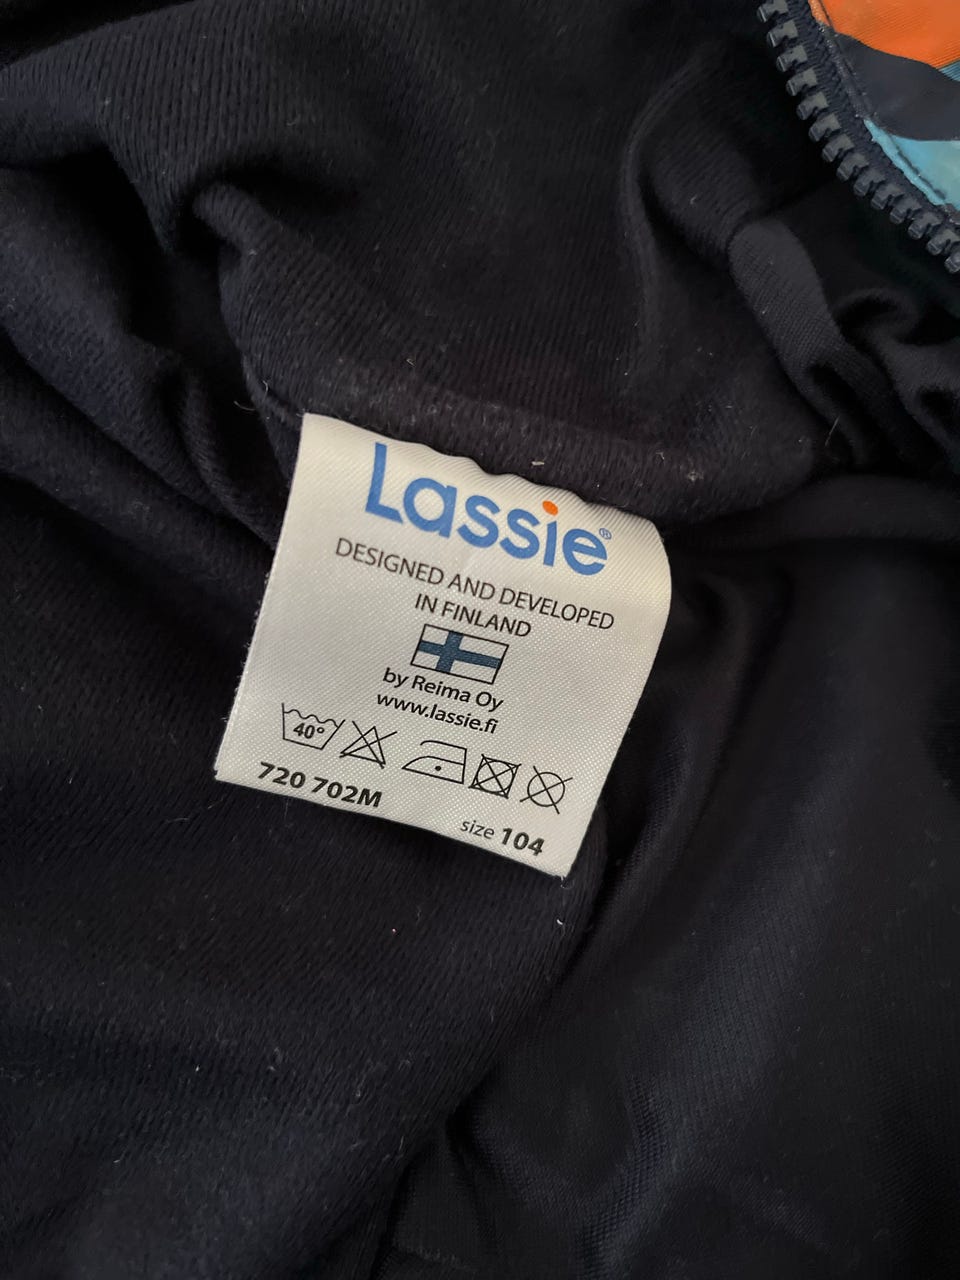 Lassie®
DESIGNED AND DEVELOPED
IN FINLAND
by Reima Oy
www.lassie.fi
40°
720 702M
size 104